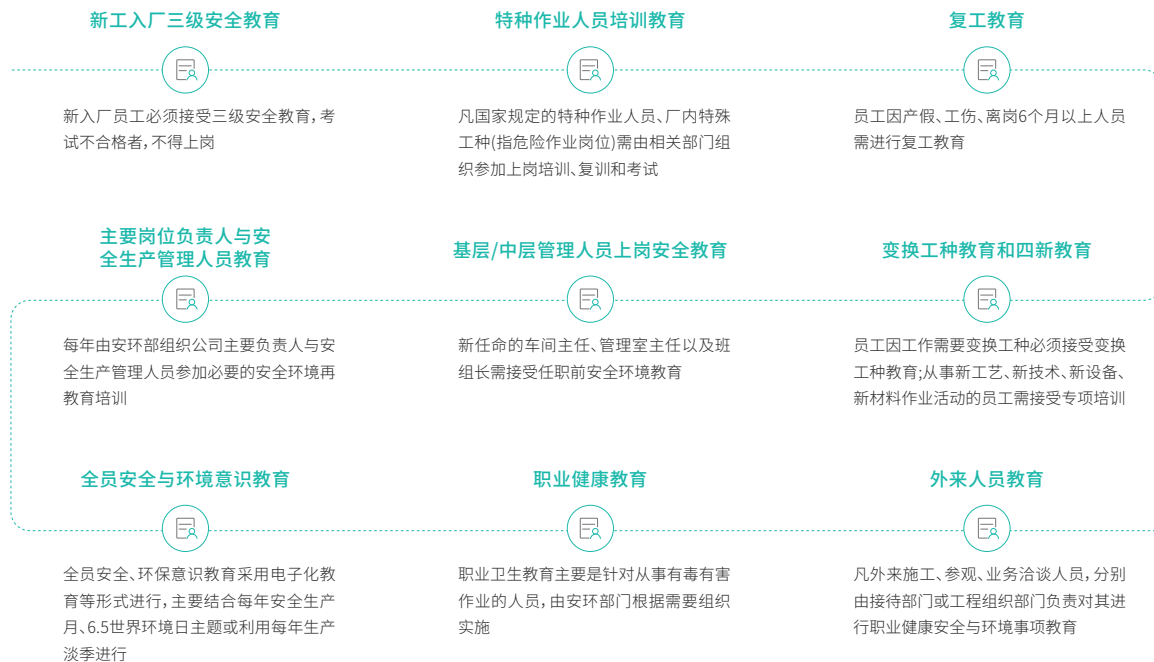 新工入厂三级安全教育
新入厂员工必须接受三级安全教育,考
试不合格者,不得上岗
特种作业人员培训教育
凡国家规定的特种作业人员、厂内特殊
工种(指危险作业岗位)需由相关部门组
织参加上岗培训、复训和考试
复工教育
员工因产假、工伤、离岗6个月以上人员
需进行复工教育
变换工种教育和四新教育
员工因工作需要变换工种必须接受变换
工种教育;从事新工艺、新技术、新设备、
新材料作业活动的员工需接受专项培训
基层/中层管理人员上岗安全教育
新任命的车间主任、管理室主任以及班
组长需接受任职前安全环境教育
主要岗位负责人与安
全生产管理人员教育
每年由安环部组织公司主要负责人与安
全生产管理人员参加必要的安全环境再
教育培训
全员安全与环境意识教育
全员安全、环保意识教育采用电子化教
育等形式进行,主要结合每年安全生产
月、6.5世界环境日主题或利用每年生产
淡季进行
职业健康教育
职业卫生教育主要是针对从事有毒有害
作业的人员,由安环部门根据需要组织
实施
外来人员教育
凡外来施工、参观、业务洽谈人员,分别
由接待部门或工程组织部门负责对其进
行职业健康安全与环境事项教育